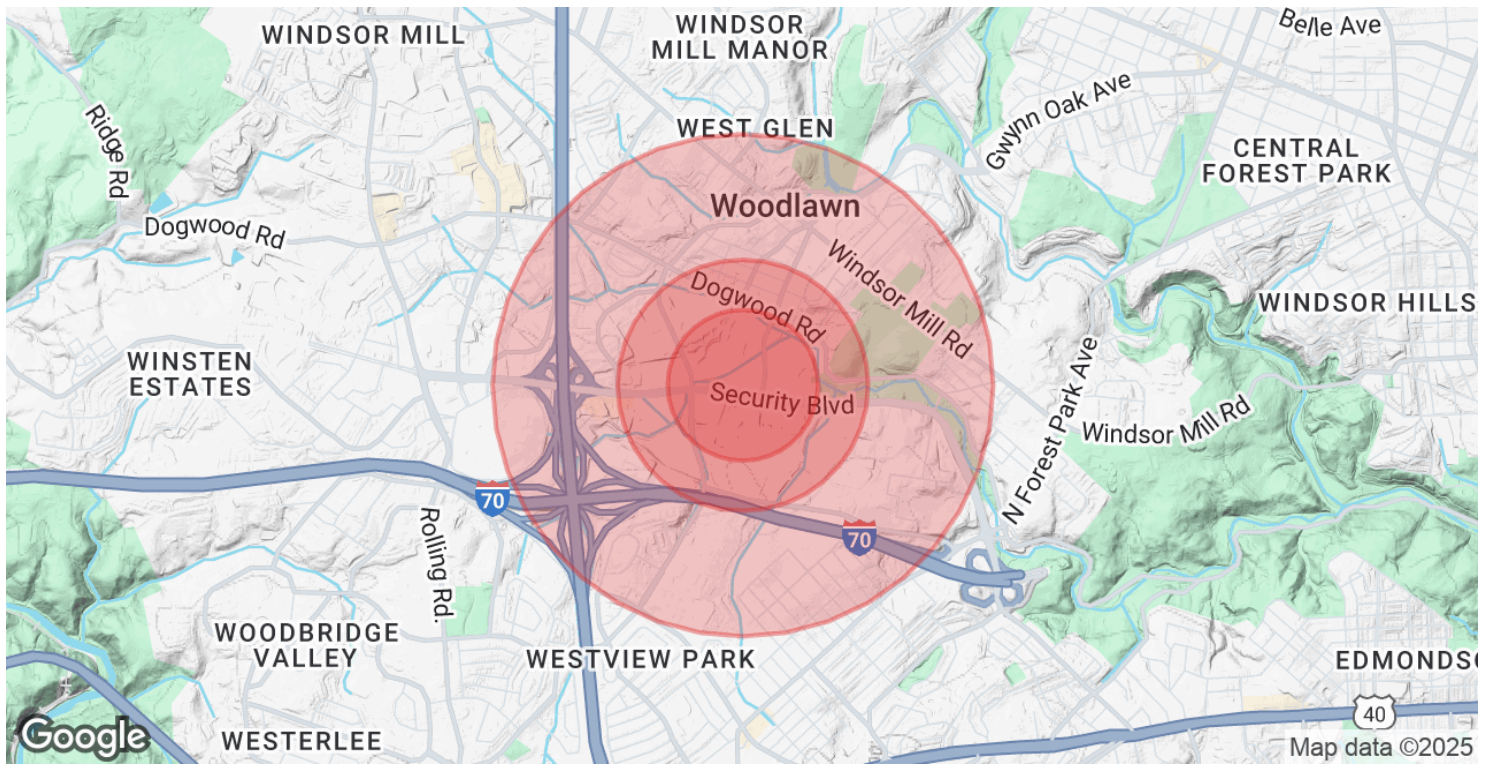 WINDSOR MILL
WINDSOR
MILL MANOR
Belle Ave
Ridge Rd
WEST GLEN
Gwynn Oak Ave
CENTRAL
FOREST PARK
Woodlawn
Dogwood Rd
Windsor Mill Rd
Dogwood Rd
WINDSOR HILLS
WINSTEN
ESTATES
Security Blvd
N Forest Park Ave
Windsor Mill Rd
70
Rolling Rd.
70
WOODBRIDGE
VALLEY
WESTVIEW PARK
EDMONDSO
40
WESTERLEE
Google
Map data ©2025